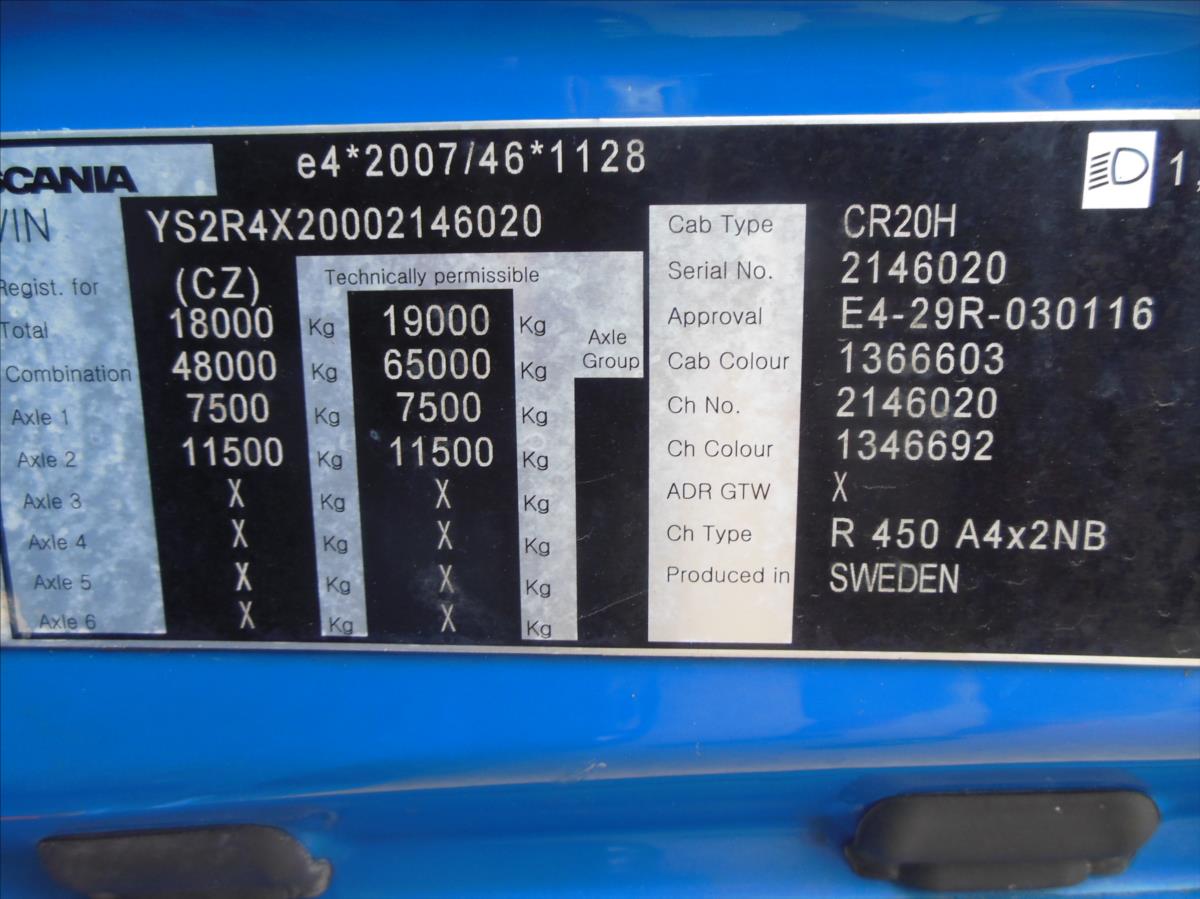 SCANIA
e4*2007/46*1128
1,
VIN YS2R4X20002146020
Regist. for (CZ)
Technically permissible
Total 18000 Kg 19000 Kg
Axle Group
Combination 48000 Kg 65000 Kg
Axle 1 7500 Kg 7500 Kg
Axle 2 11500 Kg 11500 Kg
Axle 3 X Kg X Kg
Axle 4 X Kg X Kg
Axle 5 X Kg X Kg
Axle 6 X Kg X Kg
Cab Type CR20H
Serial No. 2146020
Approval E4-29R-030116
Cab Colour 1366603
Ch No. 2146020
Ch Colour 1346692
ADR GTW X
Ch Type R 450 A4x2NB
Produced in SWEDEN